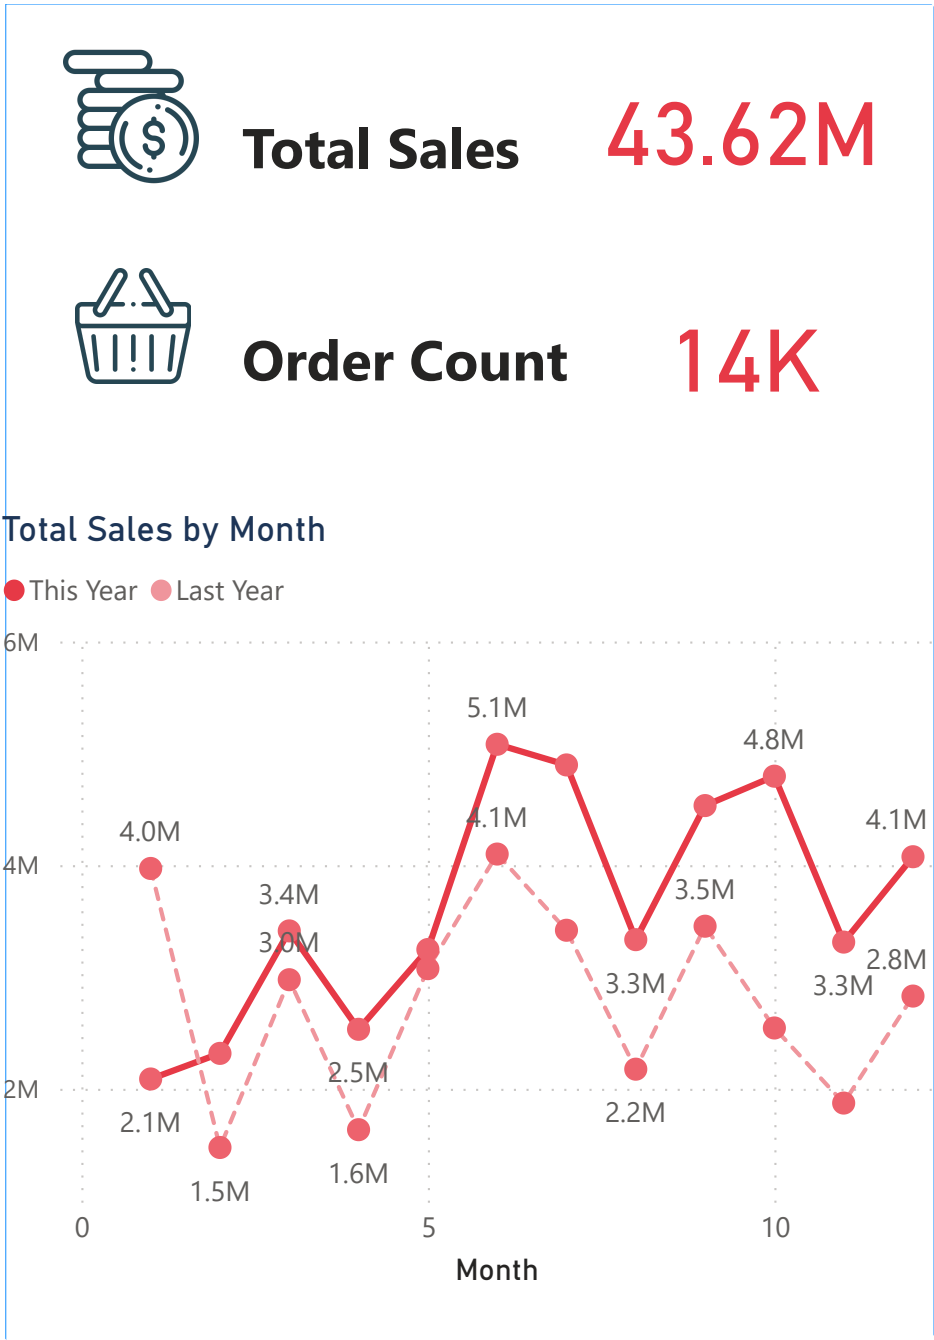 $
Total Sales 43.62M
Order Count 14K
Total Sales by Month
This Year Last Year
6M
5.1M
4.8M
4.1M
4.1M
4.0M
4M
3.4M
3.5M
3.0M
2.8M
3.3M
3.3M
2.5M
2M
2.1M
2.2M
1.6M
1.5M
0 5 10
Month